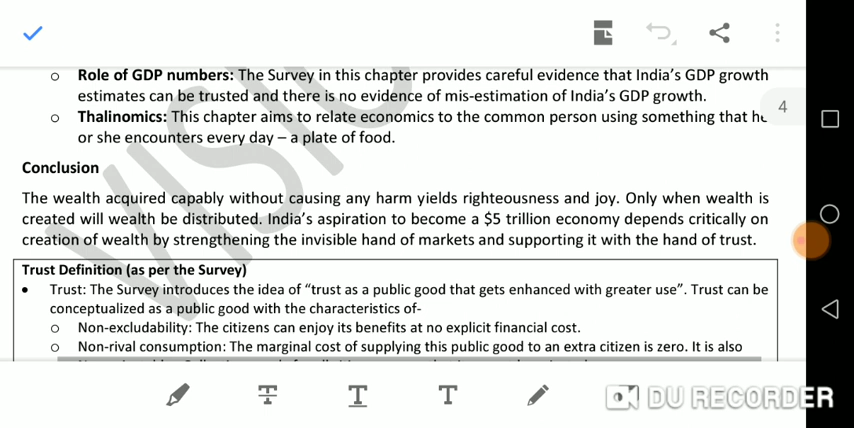 o Role of GDP numbers: The Survey in this chapter provides careful evidence that India's GDP growth
estimates can be trusted and there is no evidence of mis-estimation of India's GDP growth.
o Thalinomics: This chapter aims to relate economics to the common person using something that he
or she encounters every day – a plate of food.
4
Conclusion
The wealth acquired capably without causing any harm yields righteousness and joy. Only when wealth is
created will wealth be distributed. India's aspiration to become a $5 trillion economy depends critically on
creation of wealth by strengthening the invisible hand of markets and supporting it with the hand of trust.
Trust Definition (as per the Survey)
• Trust: The Survey introduces the idea of "trust as a public good that gets enhanced with greater use". Trust can be
conceptualized as a public good with the characteristics of-
o Non-excludability: The citizens can enjoy its benefits at no explicit financial cost.
o Non-rival consumption: The marginal cost of supplying this public good to an extra citizen is zero. It is also
T T T
DU RECORDER